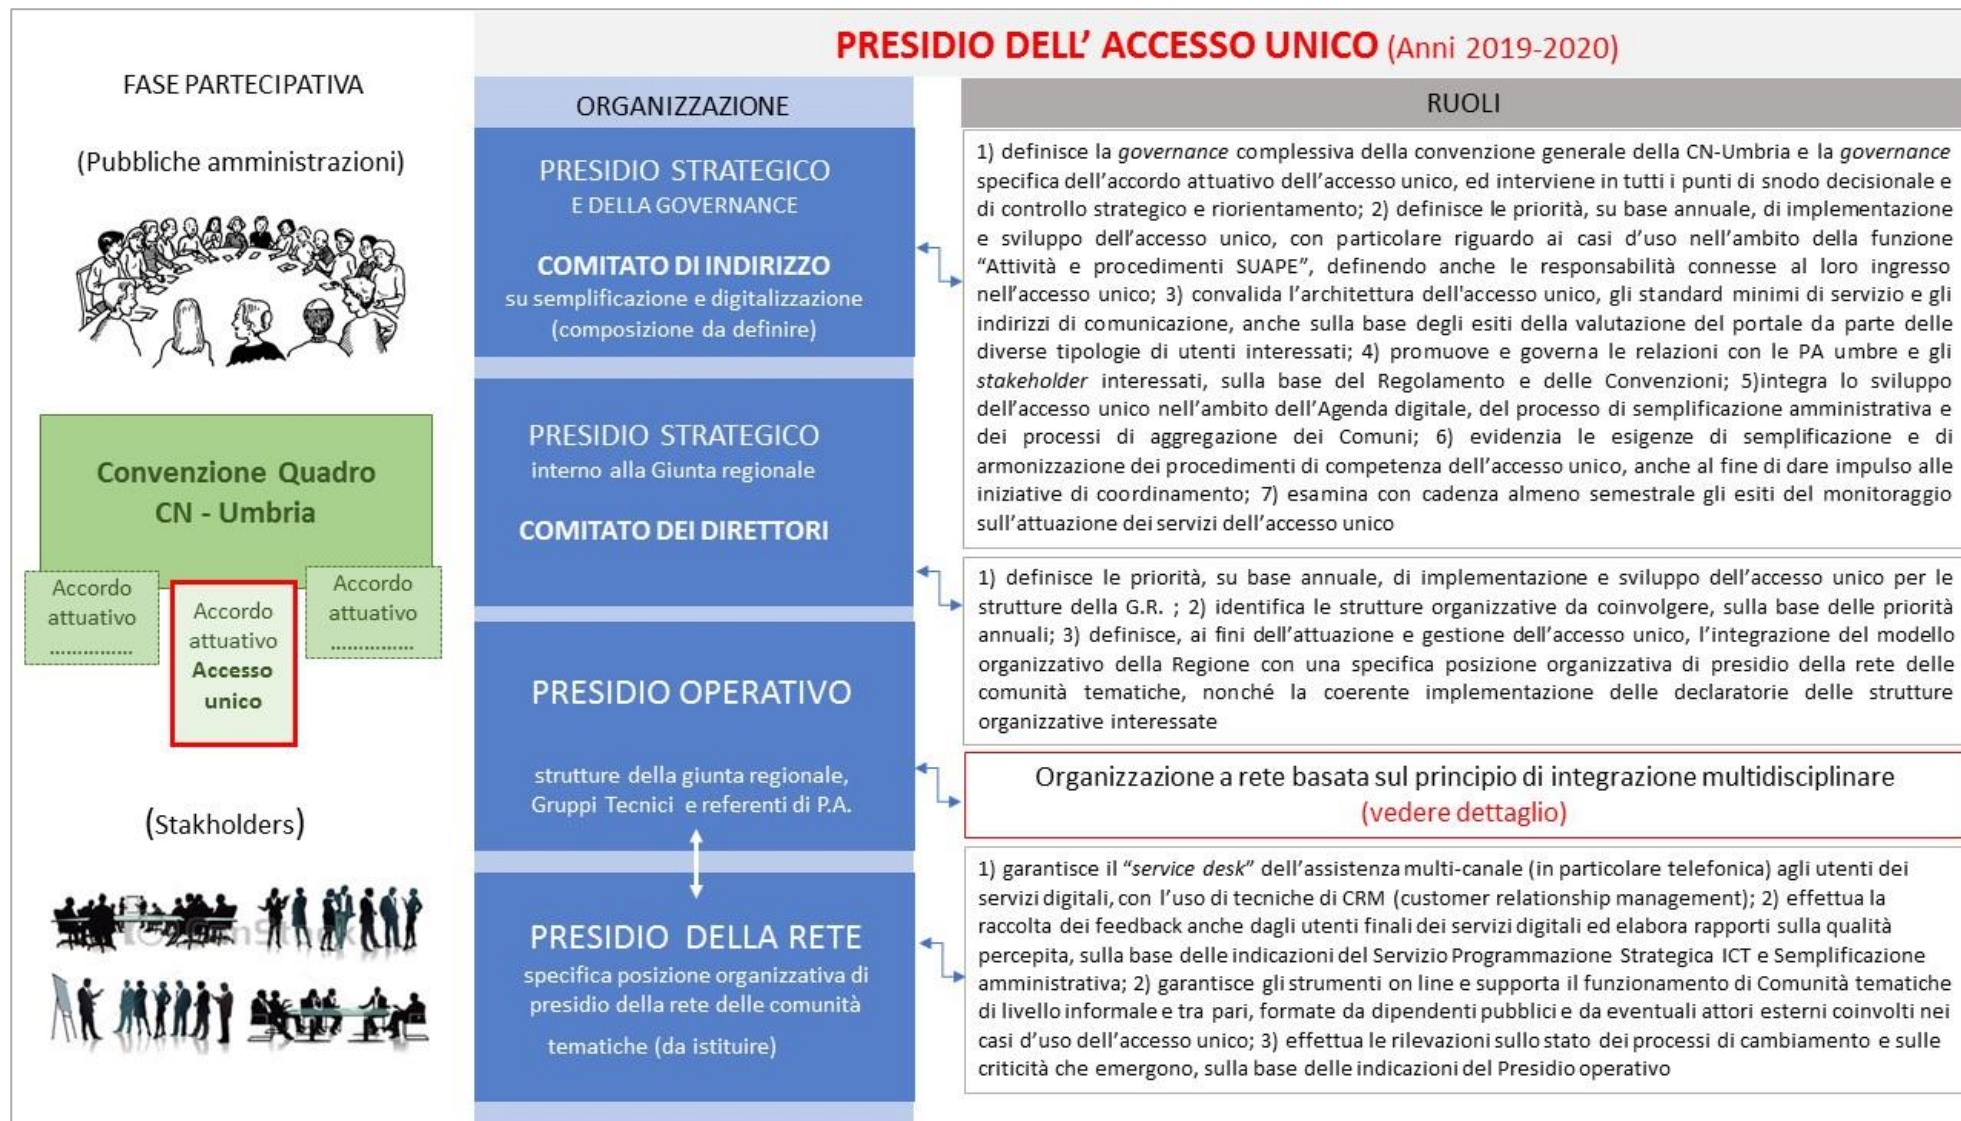 PRESIDIO DELL’ ACCESSO UNICO (Anni 2019-2020)
FASE PARTECIPATIVA
(Pubbliche amministrazioni)
Convenzione Quadro
CN - Umbria
Accordo
attuativo
……………
Accordo
attuativo
Accesso
unico
Accordo
attuativo
……………
(Stakholders)
ORGANIZZAZIONE
PRESIDIO STRATEGICO
E DELLA GOVERNANCE
COMITATO DI INDIRIZZO
su semplificazione e digitalizzazione
(composizione da definire)
PRESIDIO STRATEGICO
interno alla Giunta regionale
COMITATO DEI DIRETTORI
PRESIDIO OPERATIVO
strutture della giunta regionale,
Gruppi Tecnici e referenti di P.A.
PRESIDIO DELLA RETE
specifica posizione organizzativa di
presidio della rete delle comunità
tematiche (da istituire)
RUOLI
1) definisce la governance complessiva della convenzione generale della CN-Umbria e la governance
specifica dell’accordo attuativo dell’accesso unico, ed interviene in tutti i punti di snodo decisionale e
di controllo strategico e riorientamento; 2) definisce le priorità, su base annuale, di implementazione
e sviluppo dell’accesso unico, con particolare riguardo ai casi d’uso nell’ambito della funzione
“Attività e procedimenti SUAPE”, definendo anche le responsabilità connesse al loro ingresso
nell’accesso unico; 3) convalida l’architettura dell'accesso unico, gli standard minimi di servizio e gli
indirizzi di comunicazione, anche sulla base degli esiti della valutazione del portale da parte delle
diverse tipologie di utenti interessati; 4) promuove e governa le relazioni con le PA umbre e gli
stakeholder interessati, sulla base del Regolamento e delle Convenzioni; 5)integra lo sviluppo
dell’accesso unico nell’ambito dell’Agenda digitale, del processo di semplificazione amministrativa e
dei processi di aggregazione dei Comuni; 6) evidenzia le esigenze di semplificazione e di
armonizzazione dei procedimenti di competenza dell’accesso unico, anche al fine di dare impulso alle
iniziative di coordinamento; 7) esamina con cadenza almeno semestrale gli esiti del monitoraggio
sull’attuazione dei servizi dell’accesso unico
1) definisce le priorità, su base annuale, di implementazione e sviluppo dell’accesso unico per le
strutture della G.R. ; 2) identifica le strutture organizzative da coinvolgere, sulla base delle priorità
annuali; 3) definisce, ai fini dell’attuazione e gestione dell’accesso unico, l’integrazione del modello
organizzativo della Regione con una specifica posizione organizzativa di presidio della rete delle
comunità tematiche, nonché la coerente implementazione delle declaratorie delle strutture
organizzative interessate
Organizzazione a rete basata sul principio di integrazione multidisciplinare
(vedere dettaglio)
1) garantisce il “service desk” dell’assistenza multi-canale (in particolare telefonica) agli utenti dei
servizi digitali, con l’uso di tecniche di CRM (customer relationship management); 2) effettua la
raccolta dei feedback anche dagli utenti finali dei servizi digitali ed elabora rapporti sulla qualità
percepita, sulla base delle indicazioni del Servizio Programmazione Strategica ICT e Semplificazione
amministrativa; 2) garantisce gli strumenti on line e supporta il funzionamento di Comunità tematiche
di livello informale e tra pari, formate da dipendenti pubblici e da eventuali attori esterni coinvolti nei
casi d’uso dell’accesso unico; 3) effettua le rilevazioni sullo stato dei processi di cambiamento e sulle
criticità che emergono, sulla base delle indicazioni del Presidio operativo